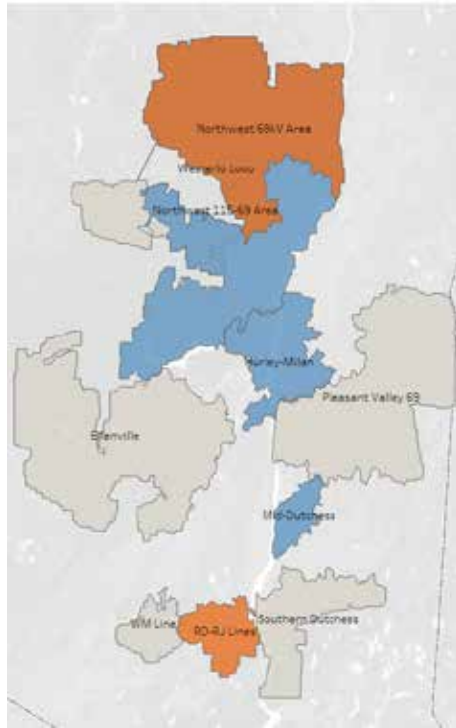 Northwest 69kV Area
Westerlo Loop
Northwest 115-69 Area
Hurley-Milan
Pleasant Valley 69
Ellenville
Mid-Dutchess
WM Line
RD-RJ Lines
Southern Dutchess